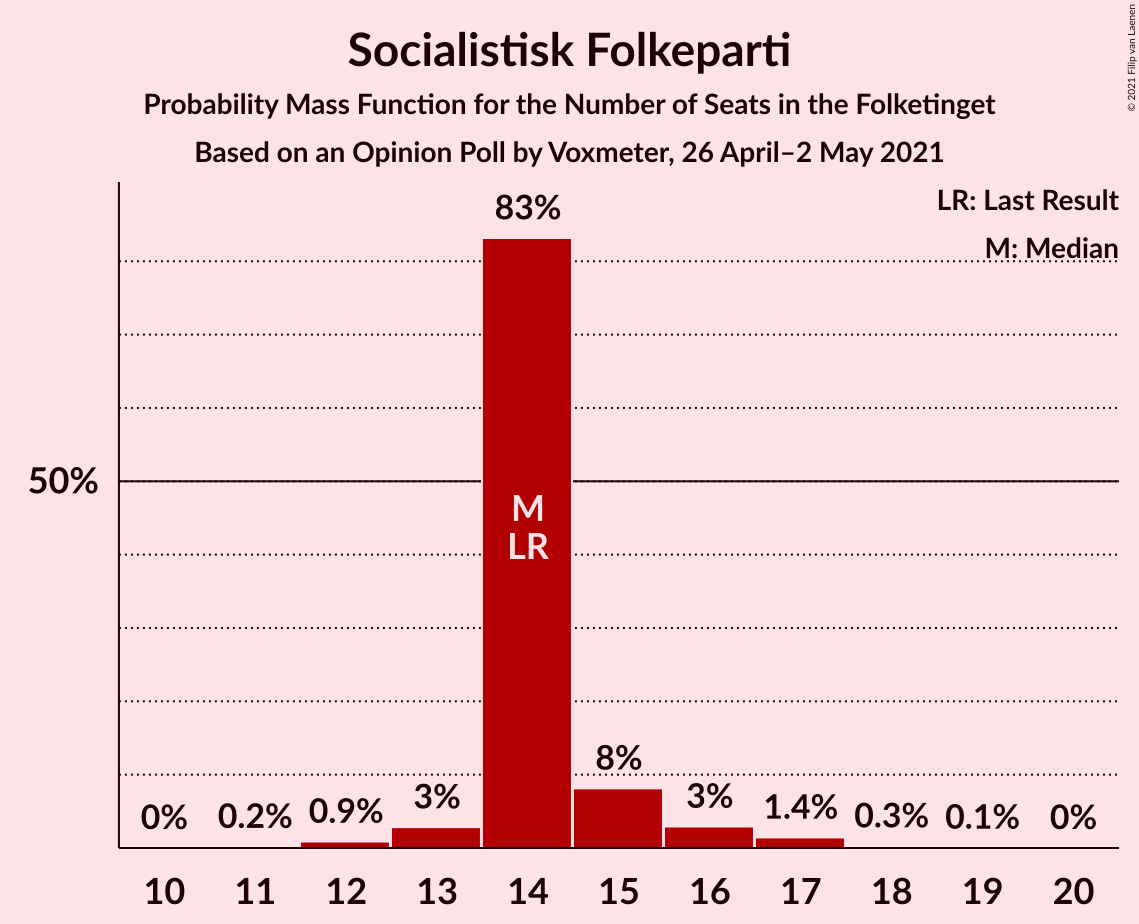 Socialistisk Folkeparti
Probability Mass Function for the Number of Seats in the Folketinget
Based on an Opinion Poll by Voxmeter, 26 April–2 May 2021
© 2021 Filip van Laenen
LR: Last Result
M: Median
83%
50%
M
LR
8%
0%
0.2%
0.9%
3%
3%
1.4%
0.3%
0.1%
0%
10
11
12
13
14
15
16
17
18
19
20